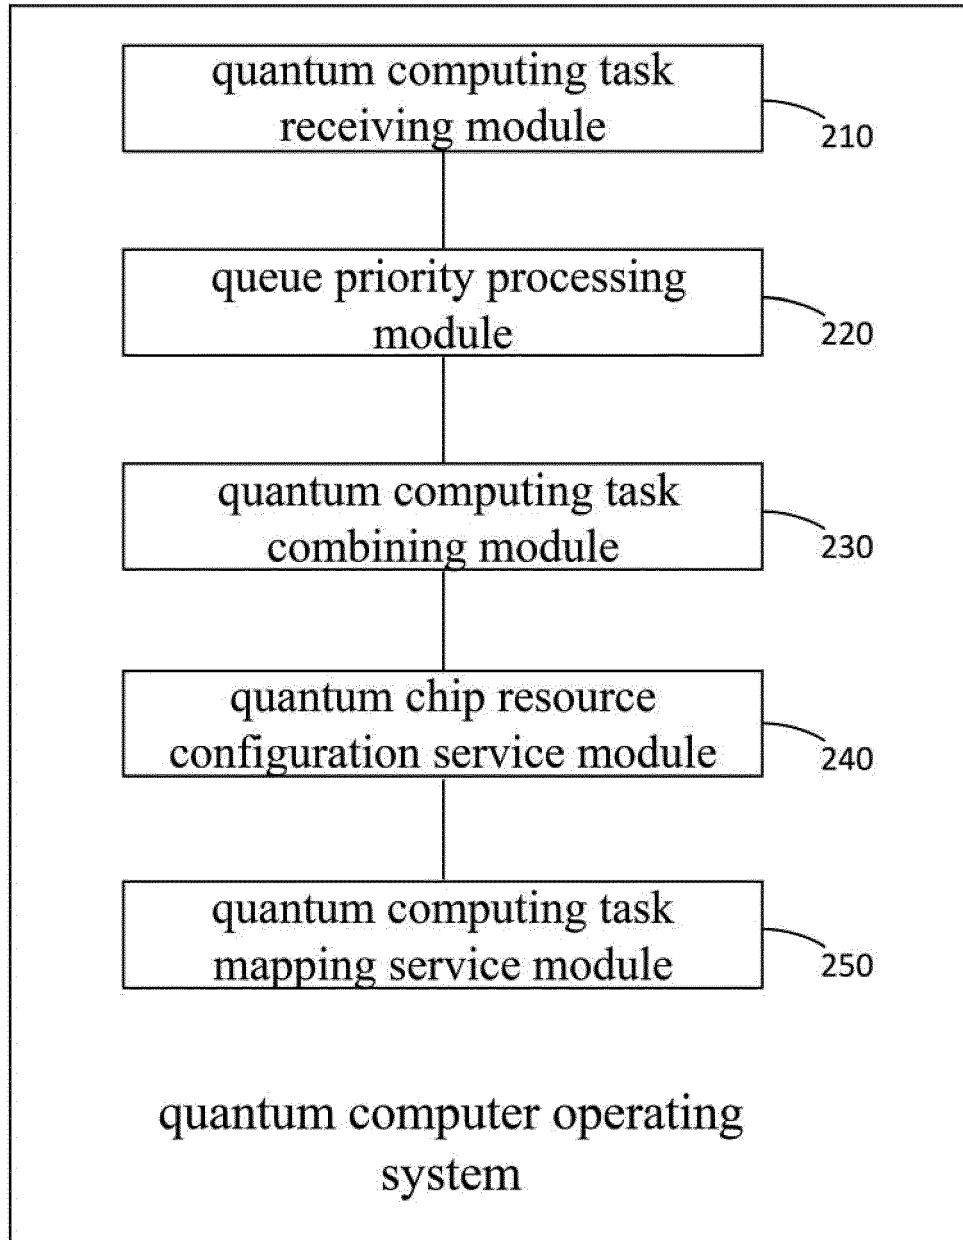 quantum computing task
receiving module
210
queue priority processing
module
220
quantum computing task
combining module
230
quantum chip resource
configuration service module
240
quantum computing task
mapping service module
250
quantum computer operating
system